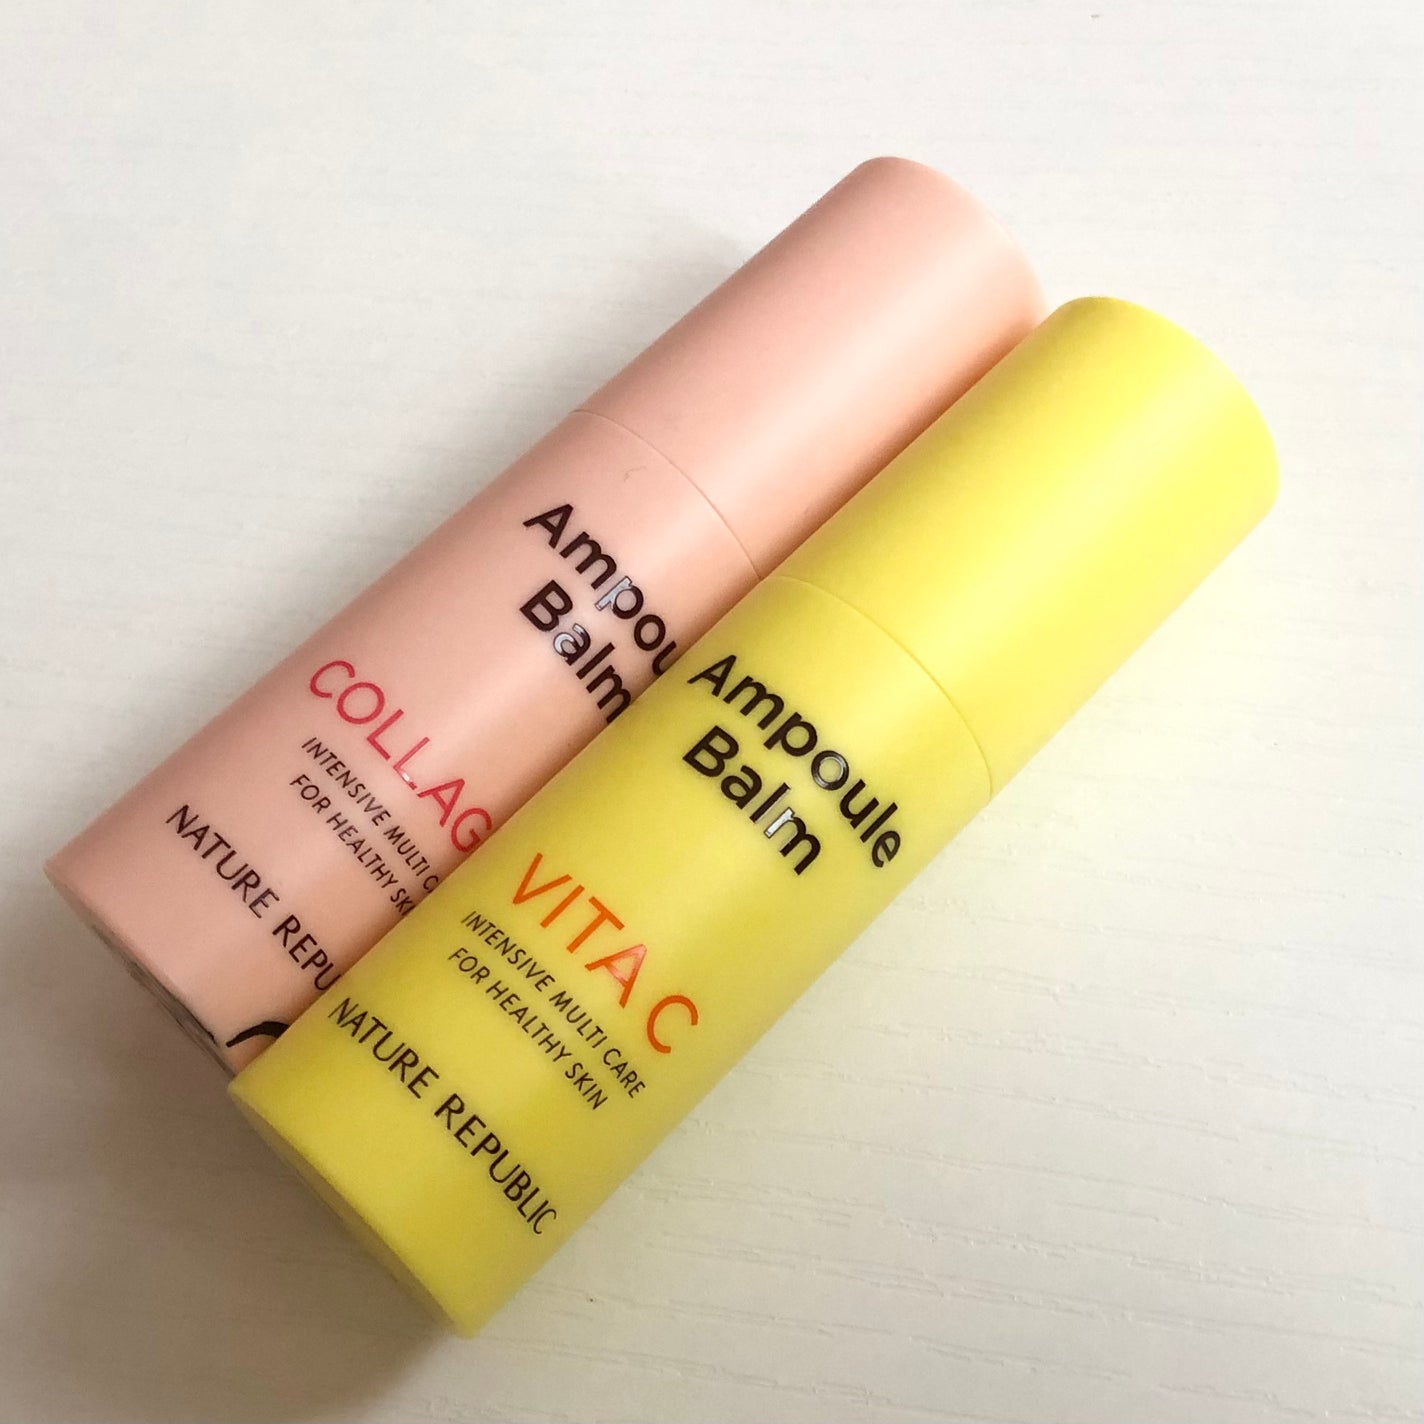 Ampou
Balm
COLLAG
INTENSIVE MULTI C
FOR HEALTHY SKI
NATURE REPU
Ampoule
Balm
VITA C
INTENSIVE MULTI CARE
FOR HEALTHY SKIN
NATURE REPUBLIC